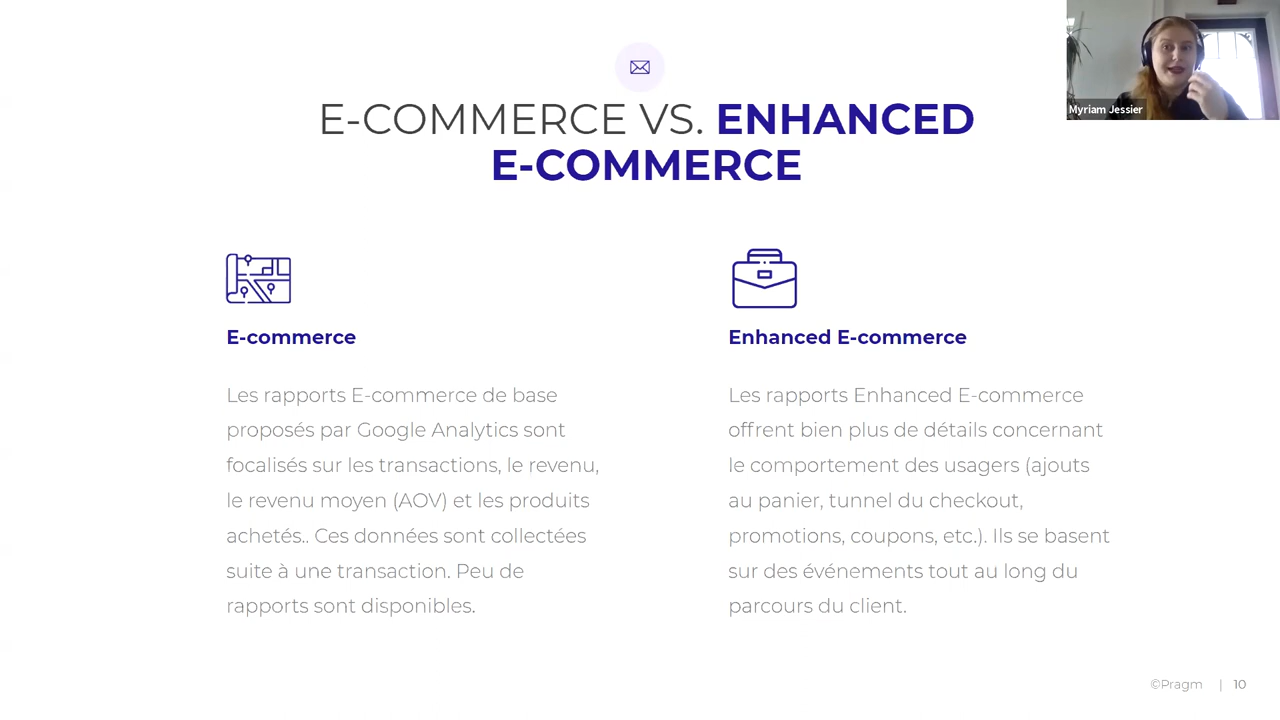 E-COMMERCE VS. ENHANCED
E-COMMERCE
Myriam Jessier
E-commerce
Les rapports E-commerce de base
proposés par Google Analytics sont
focalisés sur les transactions, le revenu,
le revenu moyen (AOV) et les produits
achetés.. Ces données sont collectées
suite à une transaction. Peu de
rapports sont disponibles.
Enhanced E-commerce
Les rapports Enhanced E-commerce
offrent bien plus de détails concernant
le comportement des usagers (ajouts
au panier, tunnel du checkout,
promotions, coupons, etc.). Ils se basent
sur des événements tout au long du
parcours du client.
©Pragm | 10